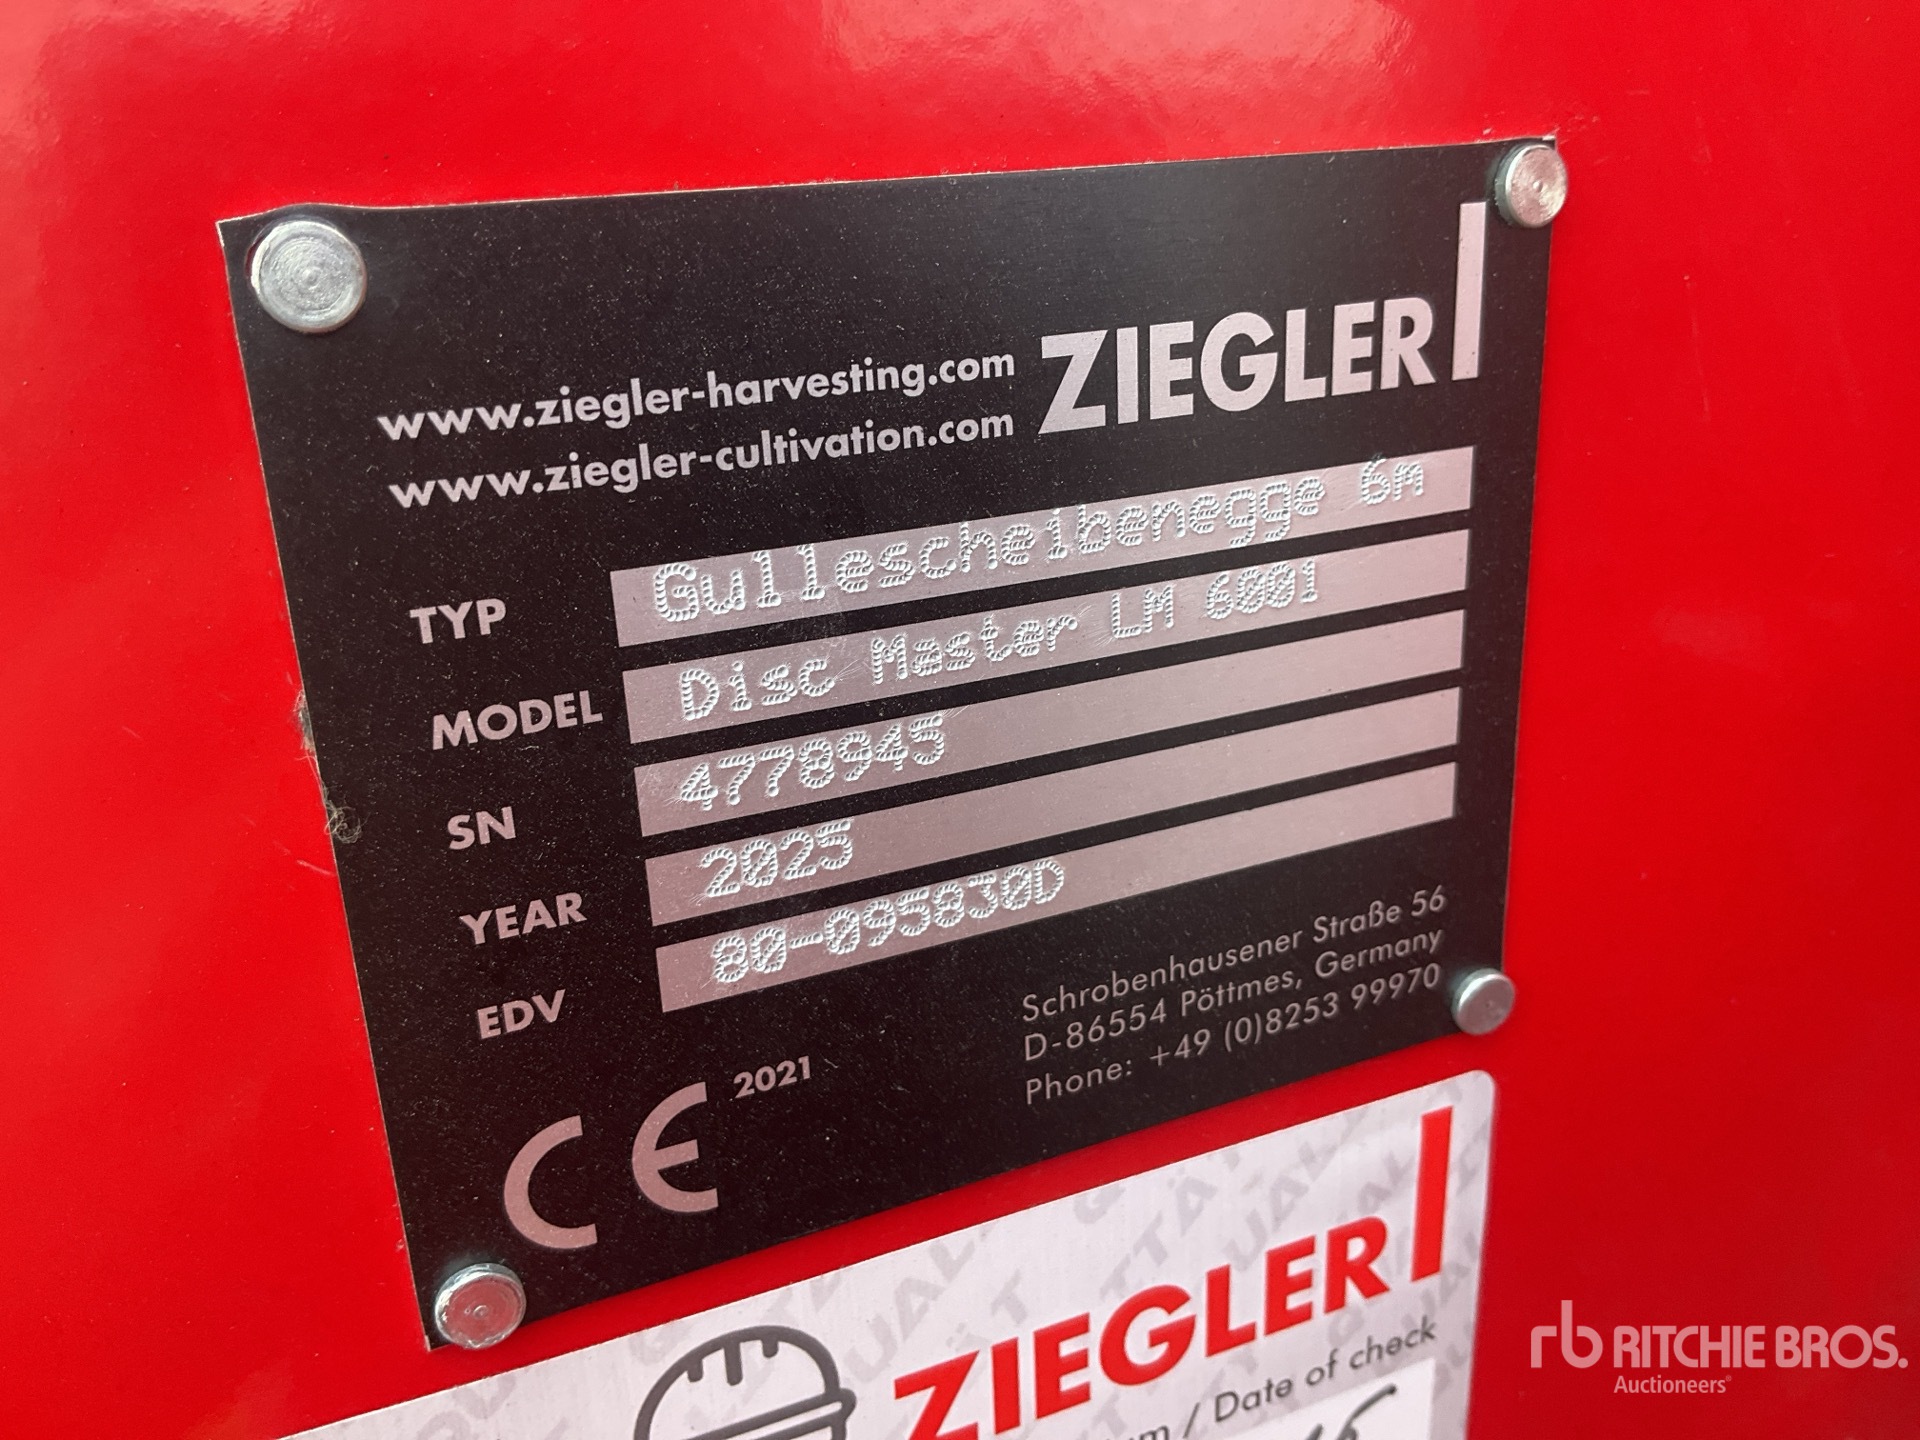 www.ziegler-harvesting.com
www.ziegler-cultivation.com
ZIEGLER
TYP Gullescheibenegge 6m
MODEL Disc Master LM 6001
SN 4778945
YEAR 2025
EDV 80-095830D
CE 2021
Schrobenhausener Straße 56
D-86554 Pöttmes, Germany
Phone: +49 (0)8253 99970
ZIEGLER
/ Date of check
rb RITCHIE BROS.
Auctioneers